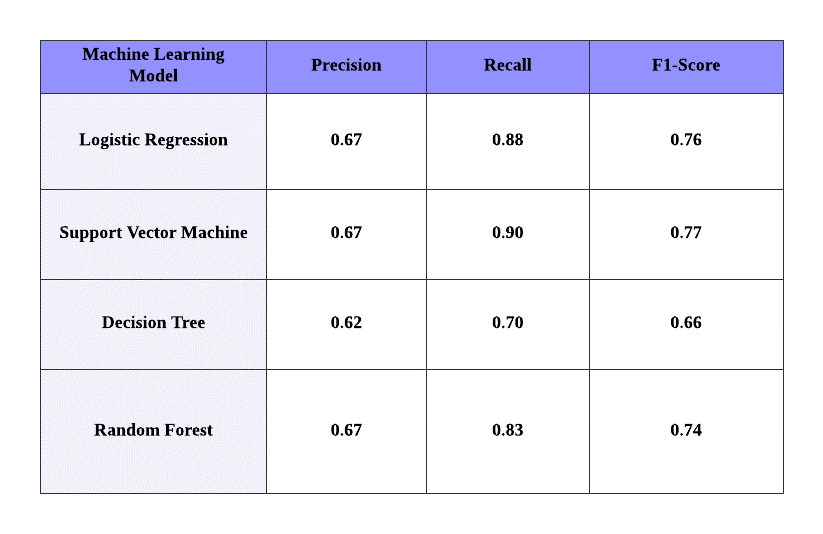 Machine Learning
Model
Precision
Recall
F1-Score
Logistic Regression
0.67
0.88
0.76
Support Vector Machine
0.67
0.90
0.77
Decision Tree
0.62
0.70
0.66
Random Forest
0.67
0.83
0.74